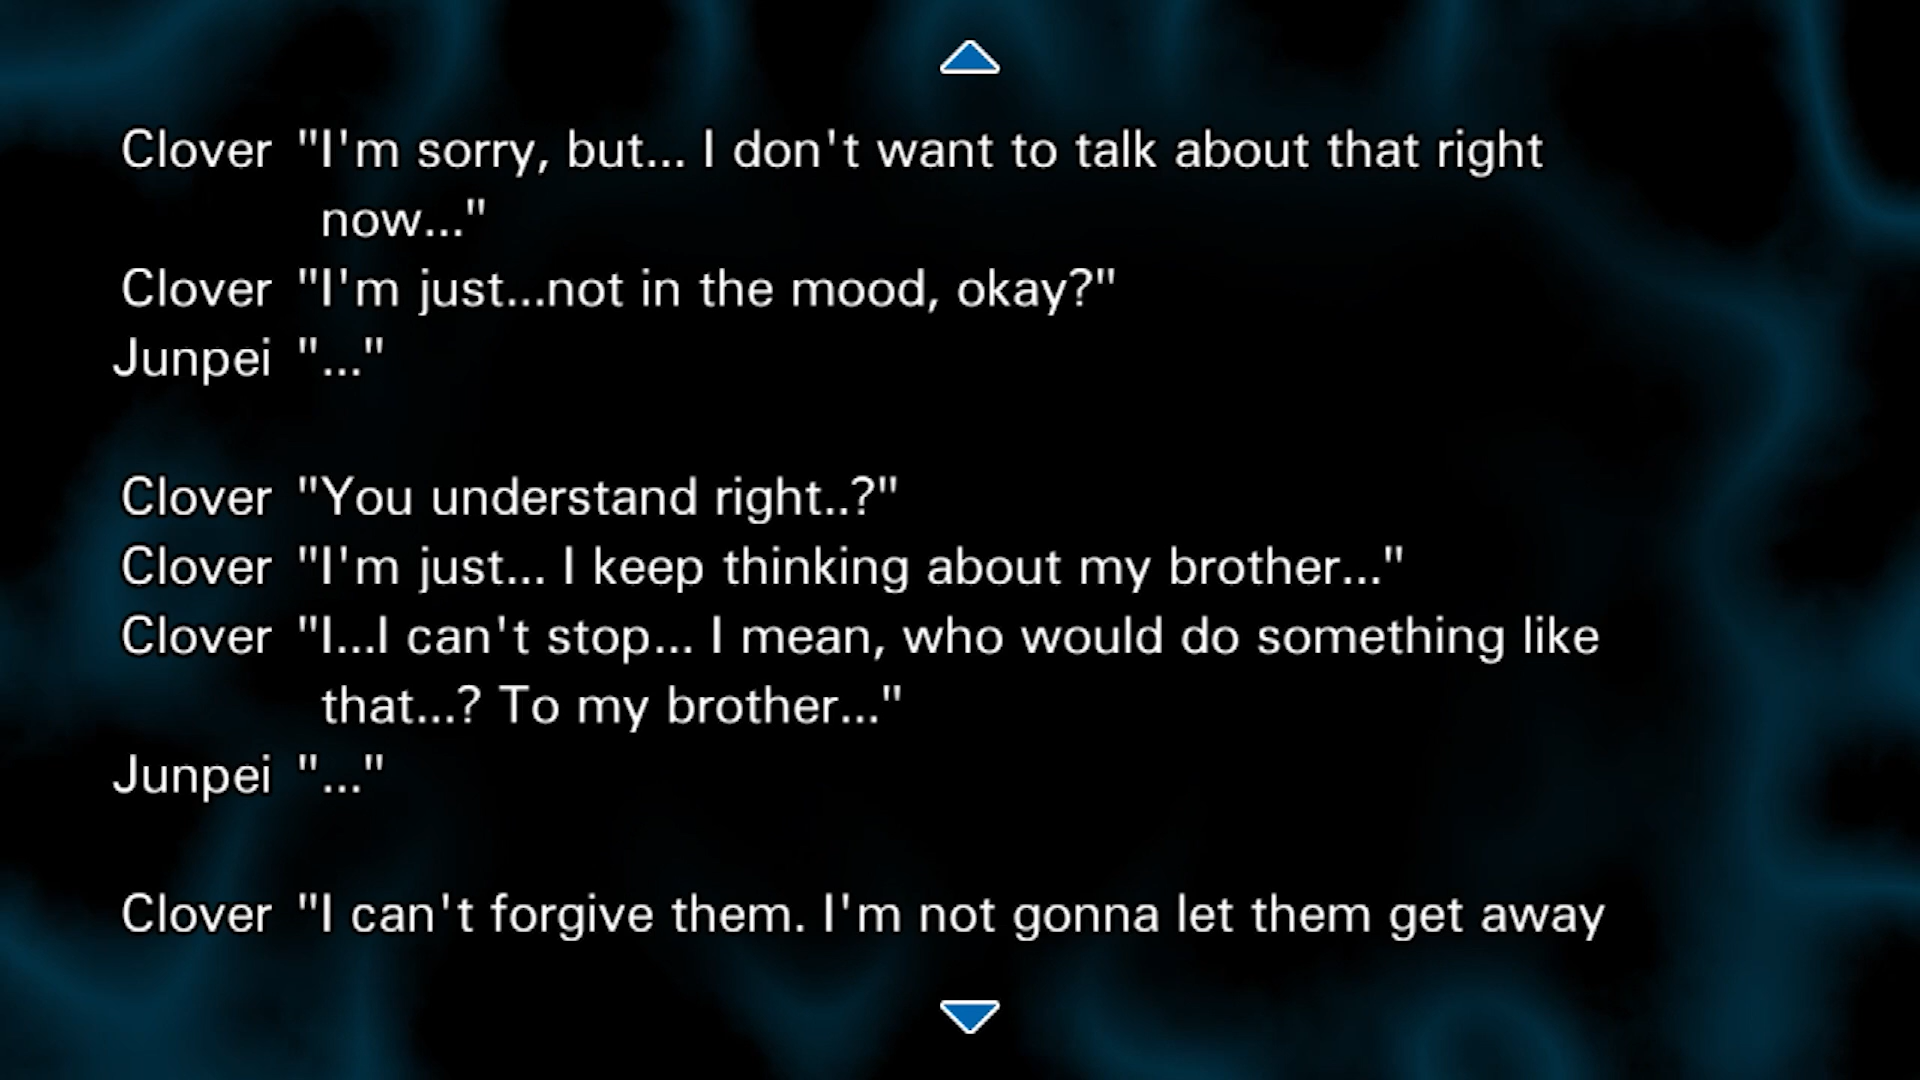 Clover "I'm sorry, but... I don't want to talk about that right
now..."
Clover "I'm just...not in the mood, okay?"
Junpei "..."
Clover "You understand right..?"
Clover "I'm just... I keep thinking about my brother..."
Clover "I...I can't stop... I mean, who would do something like
that...? To my brother..."
Junpei "..."
Clover "I can't forgive them. I'm not gonna let them get away